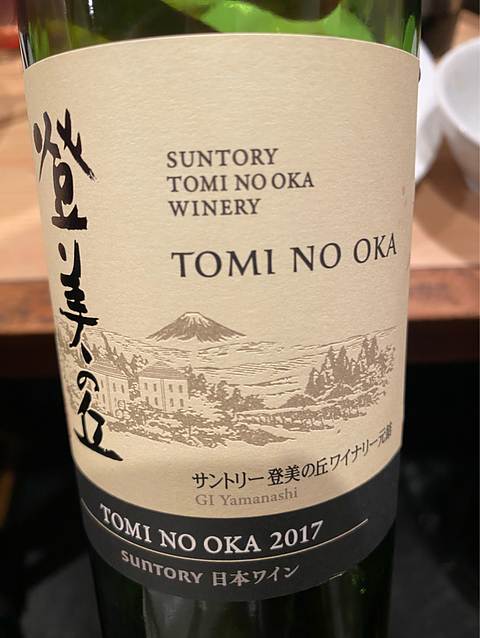 登美の丘
SUNTORY
TOMI NO OKA
WINERY
TOMI NO OKA
サントリー登美の丘ワイナリー元詰
GI Yamanashi
TOMI NO OKA 2017
SUNTORY 日本ワイン